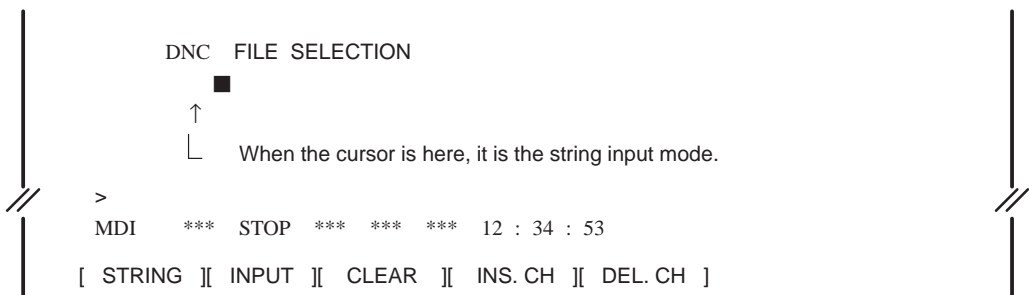 DNC FILE SELECTION
When the cursor is here, it is the string input mode.
>
MDI *** STOP *** *** *** 12 : 34 : 53
[ STRING ][ INPUT ][ CLEAR ][ INS. CH ][ DEL. CH ]